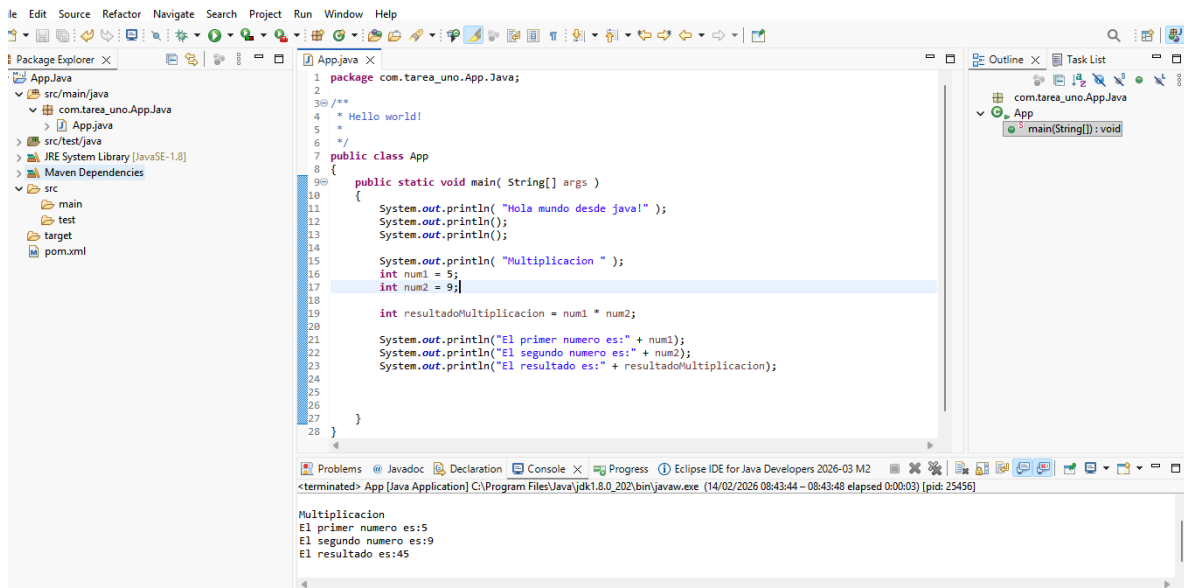 ile Edit Source Refactor Navigate Search Project Run Window Help
Package Explorer
App.Java
src/main/java
com.tarea_uno.App.Java
App.java
src/test/java
JRE System Library [JavaSE-1.8]
Maven Dependencies
src
main
test
target
pom.xml
App.java
1 package com.tarea_uno.App.Java;
2
3 /**
4  * Hello world!
5  *
6  */
7 public class App
8 {
9     public static void main( String[] args )
10     {
11         System.out.println( "Hola mundo desde java!" );
12         System.out.println();
13         System.out.println();
14
15         System.out.println( "Multiplicacion " );
16         int num1 = 5;
17         int num2 = 9;
18
19         int resultadoMultiplicacion = num1 * num2;
20
21         System.out.println("El primer numero es:" + num1);
22         System.out.println("El segundo numero es:" + num2);
23         System.out.println("El resultado es:" + resultadoMultiplicacion);
24
25
26
27     }
28 }
Outline Task List
com.tarea_uno.App.Java
App
main(String[]) : void
Problems @ Javadoc Declaration Console Progress Eclipse IDE for Java Developers 2026-03 M2
<terminated> App [Java Application] C:\Program Files\Java\jdk1.8.0_202\bin\javaw.exe (14/02/2026 08:43:44 – 08:43:48 elapsed 0:00:03) [pid: 25456]
Multiplicacion
El primer numero es:5
El segundo numero es:9
El resultado es:45